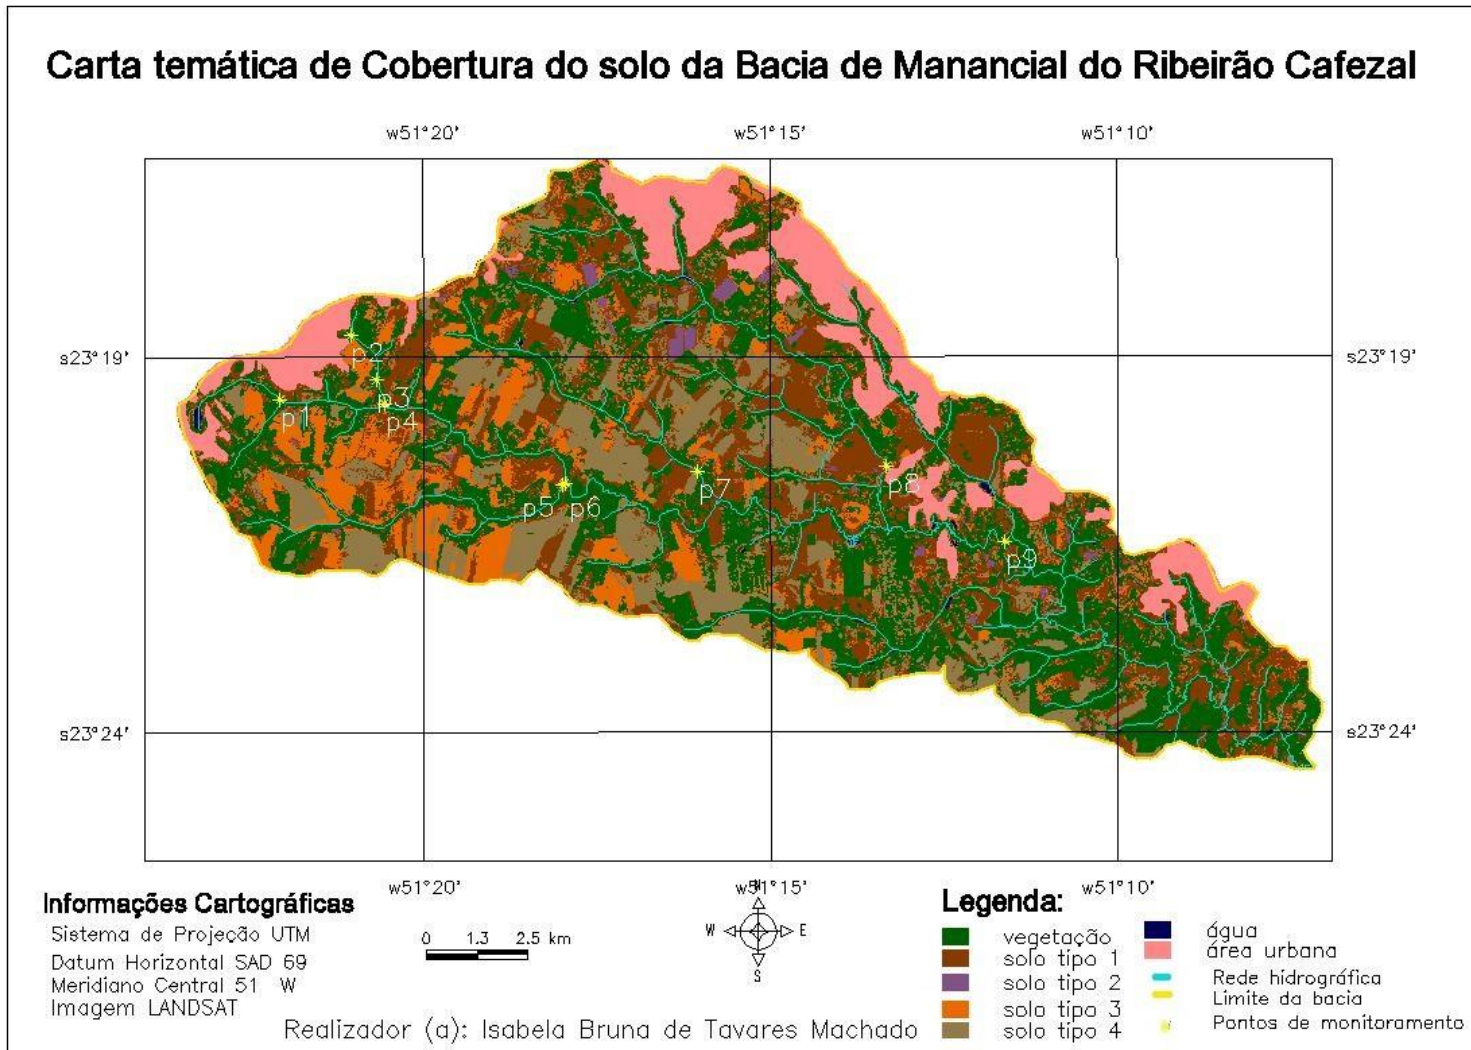 Carta temática de Cobertura do solo da Bacia de Manancial do Ribeirão Cafezal
w51°20' w51°15' w51°10'
s23°19' s23°19'
p2
p3
p1 p4
p8
p7
p5 p6
p9
s23°24' s23°24'
w51°20' w51°15' w51°10'
Informações Cartográficas
Sistema de Projeção UTM
Datum Horizontal SAD 69
Meridiano Central 51 W
Imagem LANDSAT
0 1.3 2.5 km
N
W E
S
Legenda:
vegetação
solo tipo 1
solo tipo 2
solo tipo 3
solo tipo 4
água
área urbana
Rede hidrográfica
Limite da bacia
Pontos de monitoramento
Realizador (a): Isabela Bruna de Tavares Machado